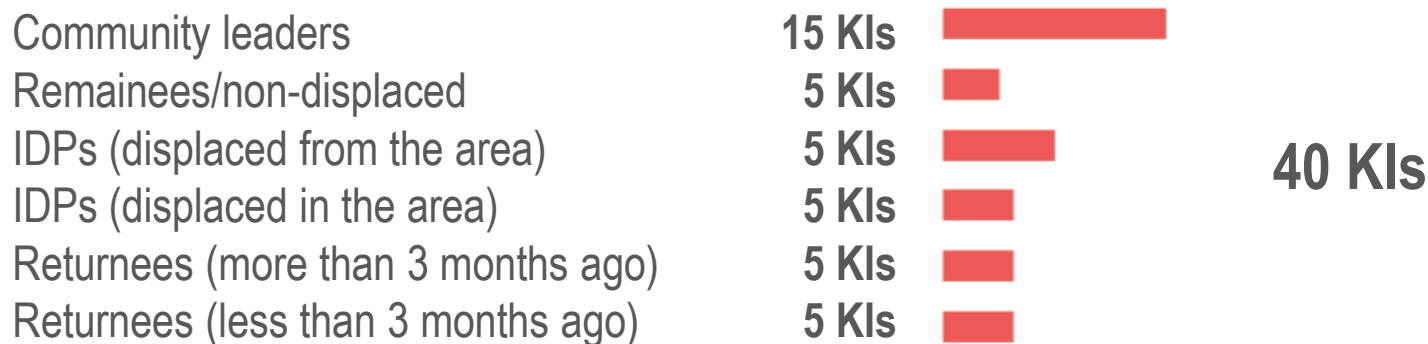 Community leaders 15 KIs
Remainees/non-displaced 5 KIs
IDPs (displaced from the area) 5 KIs
40 KIs
IDPs (displaced in the area) 5 KIs
Returnees (more than 3 months ago) 5 KIs
Returnees (less than 3 months ago) 5 KIs